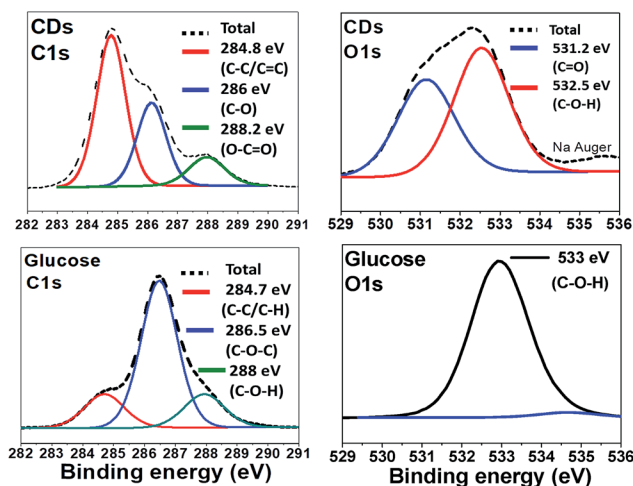 CDs
C1s
Total
284.8 eV
(C-C/C=C)
286 eV
(C-O)
288.2 eV
(O-C=O)
282 283 284 285 286 287 288 289 290 291
CDs
O1s
Total
531.2 eV
(C=O)
532.5 eV
(C-O-H)
Na Auger
529 530 531 532 533 534 535 536
Glucose
C1s
Total
284.7 eV
(C-C/C-H)
286.5 eV
(C-O-C)
288 eV
(C-O-H)
282 283 284 285 286 287 288 289 290 291
Binding energy (eV)
Glucose
O1s
533 eV
(C-O-H)
529 530 531 532 533 534 535 536
Binding energy (eV)